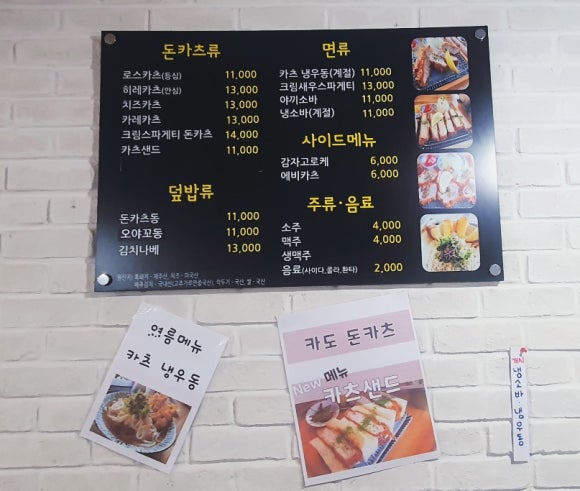 돈카츠류
로스카츠(등심) 11,000
히레카츠(안심) 13,000
치즈카츠 13,000
카레카츠 13,000
크림스파게티 돈카츠 14,000
카츠샌드 11,000
덮밥류
돈카츠동 11,000
오야꼬동 11,000
김치나베 13,000
면류
카츠 냉우동(계절) 11,000
크림새우스파게티 13,000
야끼소바 11,000
냉소바(계절) 11,000
사이드메뉴
감자고로케 6,000
에비카츠 6,000
주류·음료
소주 4,000
맥주 4,000
생맥주
음료(사이다,콜라,환타) 2,000
여름메뉴
카츠 냉우동
카도 돈카츠
New 메뉴
카츠샌드